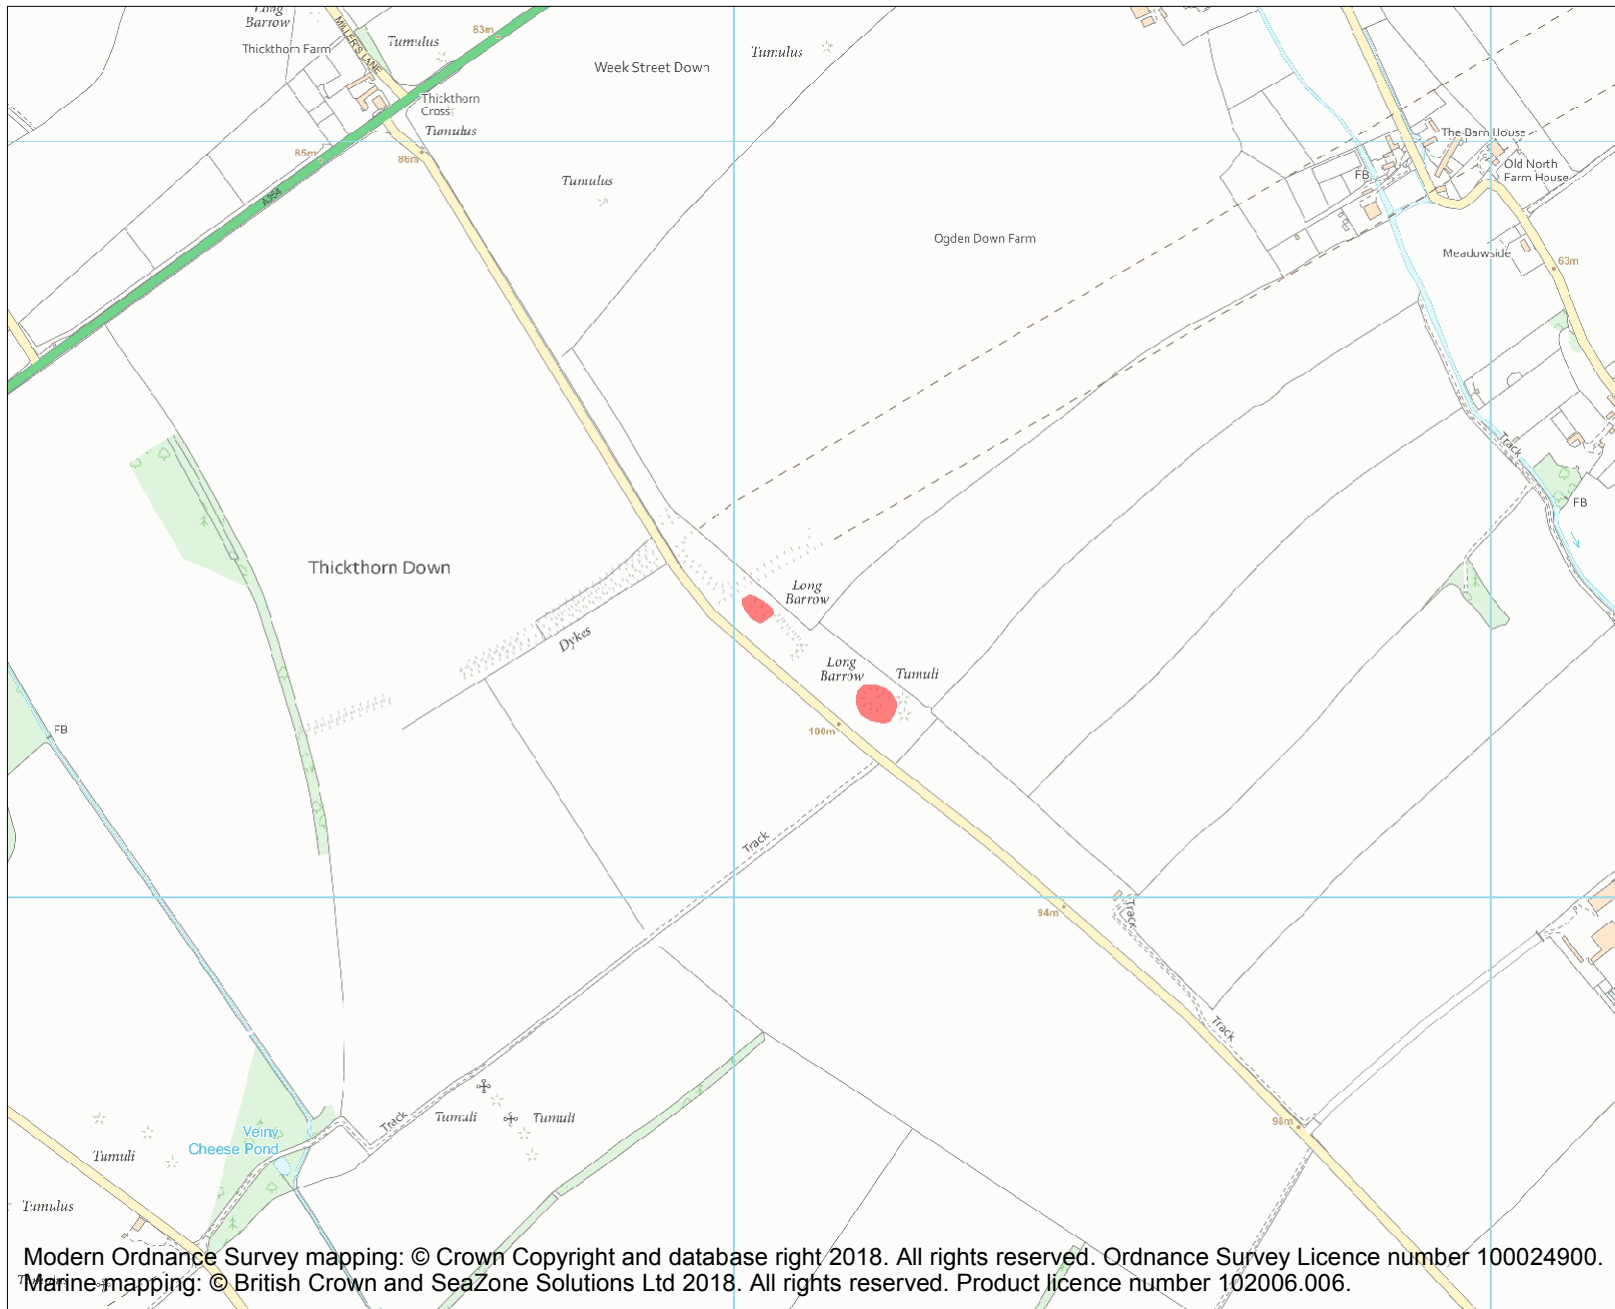 Long
Barrow
Thickthorn Farm
MILLER'S LANE
Tumulus
83m
Week Street Down
Tumulus
Thickthorn
Cross
Tumulus
85m
86m
A354
Tumulus
Ogden Down Farm
The Barn House
Old North
Farm House
FB
Meadowside
63m
Track
FB
Thickthorn Down
Long
Barrow
Dykes
Long
Barrow
Tumuli
100m
FB
Track
94m
Track
Track
98m
Track
Tumuli
Tumuli
Veiny
Cheese Pond
Tumuli
Tumulus
Tumulus
Modern Ordnance Survey mapping: © Crown Copyright and database right 2018. All rights reserved. Ordnance Survey Licence number 100024900.
Marine mapping: © British Crown and SeaZone Solutions Ltd 2018. All rights reserved. Product licence number 102006.006.